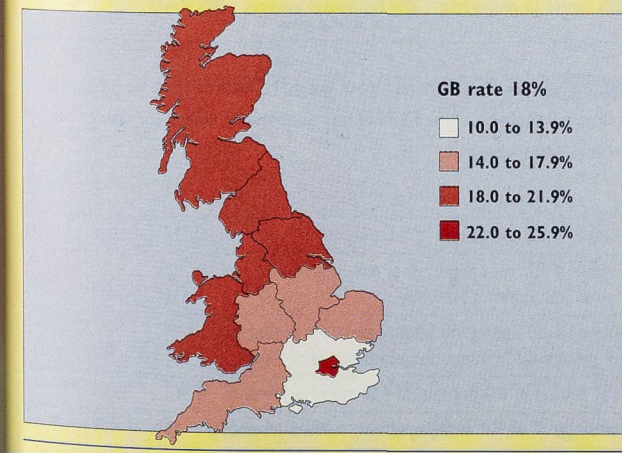 GB rate 18%
10.0 to 13.9%
14.0 to 17.9%
18.0 to 21.9%
22.0 to 25.9%